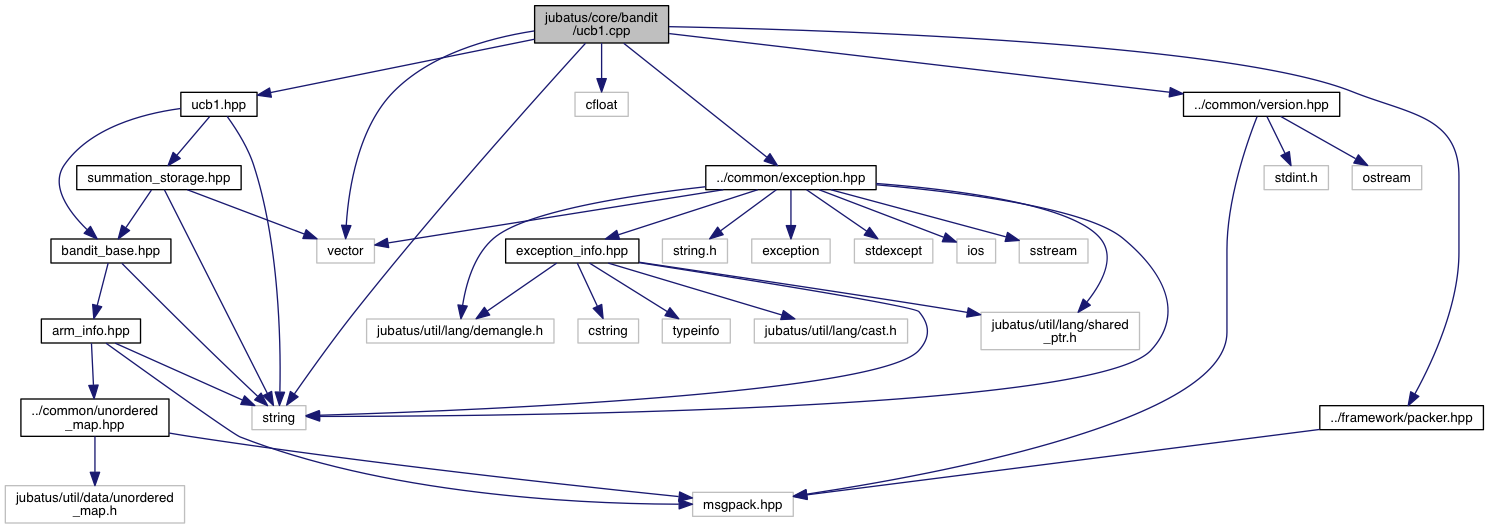 jubatus/core/bandit
/ucb1.cpp
ucb1.hpp
cfloat
../common/version.hpp
summation_storage.hpp
../common/exception.hpp
stdint.h
ostream
bandit_base.hpp
vector
exception_info.hpp
string.h
exception
stdexcept
ios
sstream
arm_info.hpp
jubatus/util/lang/demangle.h
cstring
typeinfo
jubatus/util/lang/cast.h
jubatus/util/lang/shared
_ptr.h
../common/unordered
_map.hpp
string
../framework/packer.hpp
jubatus/util/data/unordered
_map.h
msgpack.hpp